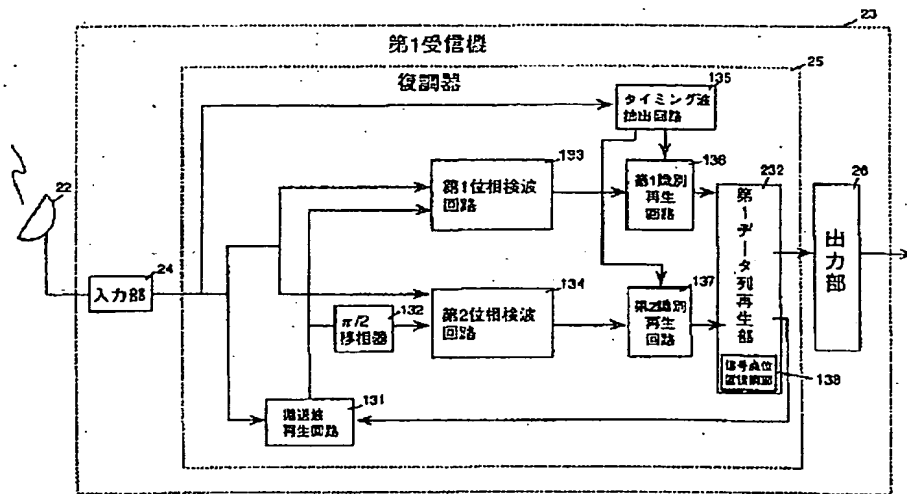 23
第1受信機
25
復調器
135
タイミング波
抽出回路
133
第1位相検波
回路
136
第1識別
再生
回路
232
第1データ列再生部
26
出力部
22
24
入力部
134
第2位相検波
回路
137
第2識別
再生
回路
π/2
移相器
132
信号点位
138
131
搬送波
再生回路